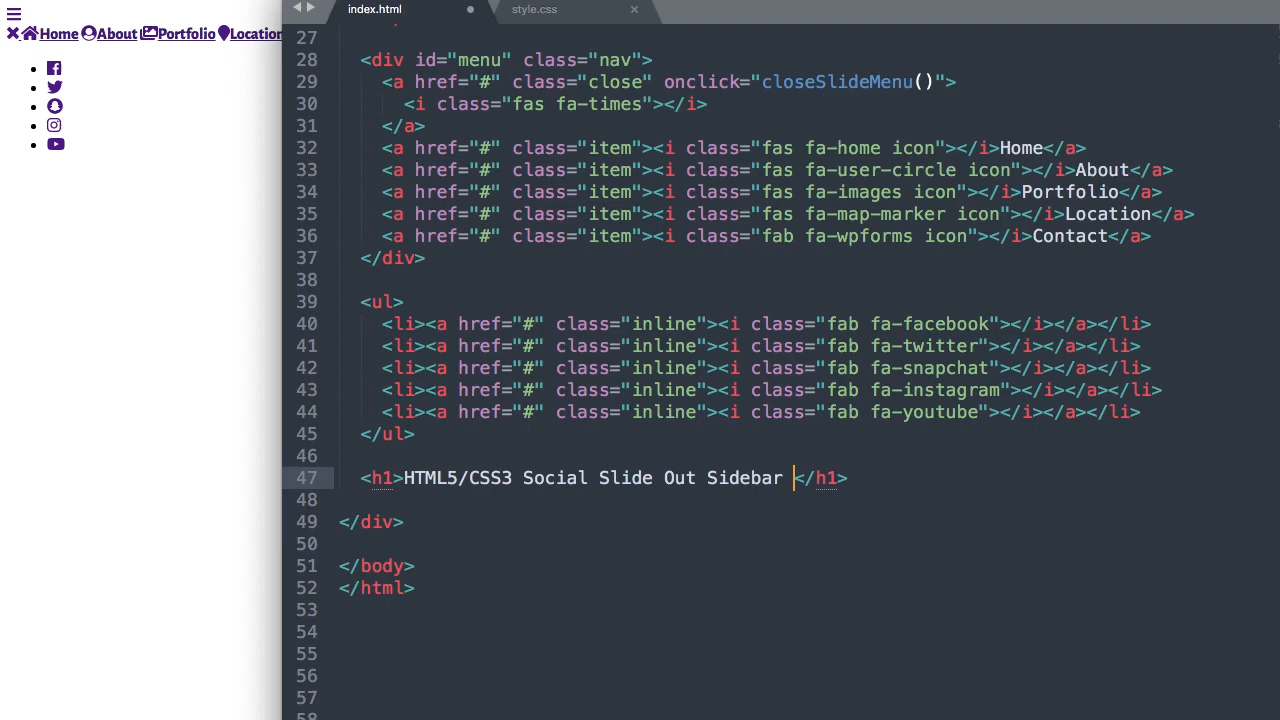 index.html
style.css
Home About Portfolio Location
27
28 <div id="menu" class="nav">
29 <a href="#" class="close" onclick="closeSlideMenu()">
30 <i class="fas fa-times"></i>
31 </a>
32 <a href="#" class="item"><i class="fas fa-home icon"></i>Home</a>
33 <a href="#" class="item"><i class="fas fa-user-circle icon"></i>About</a>
34 <a href="#" class="item"><i class="fas fa-images icon"></i>Portfolio</a>
35 <a href="#" class="item"><i class="fas fa-map-marker icon"></i>Location</a>
36 <a href="#" class="item"><i class="fab fa-wpforms icon"></i>Contact</a>
37 </div>
38
39 <ul>
40 <li><a href="#" class="inline"><i class="fab fa-facebook"></i></a></li>
41 <li><a href="#" class="inline"><i class="fab fa-twitter"></i></a></li>
42 <li><a href="#" class="inline"><i class="fab fa-snapchat"></i></a></li>
43 <li><a href="#" class="inline"><i class="fab fa-instagram"></i></a></li>
44 <li><a href="#" class="inline"><i class="fab fa-youtube"></i></a></li>
45 </ul>
46
47 <h1>HTML5/CSS3 Social Slide Out Sidebar </h1>
48
49 </div>
50
51 </body>
52 </html>
53
54
55
56
57
58